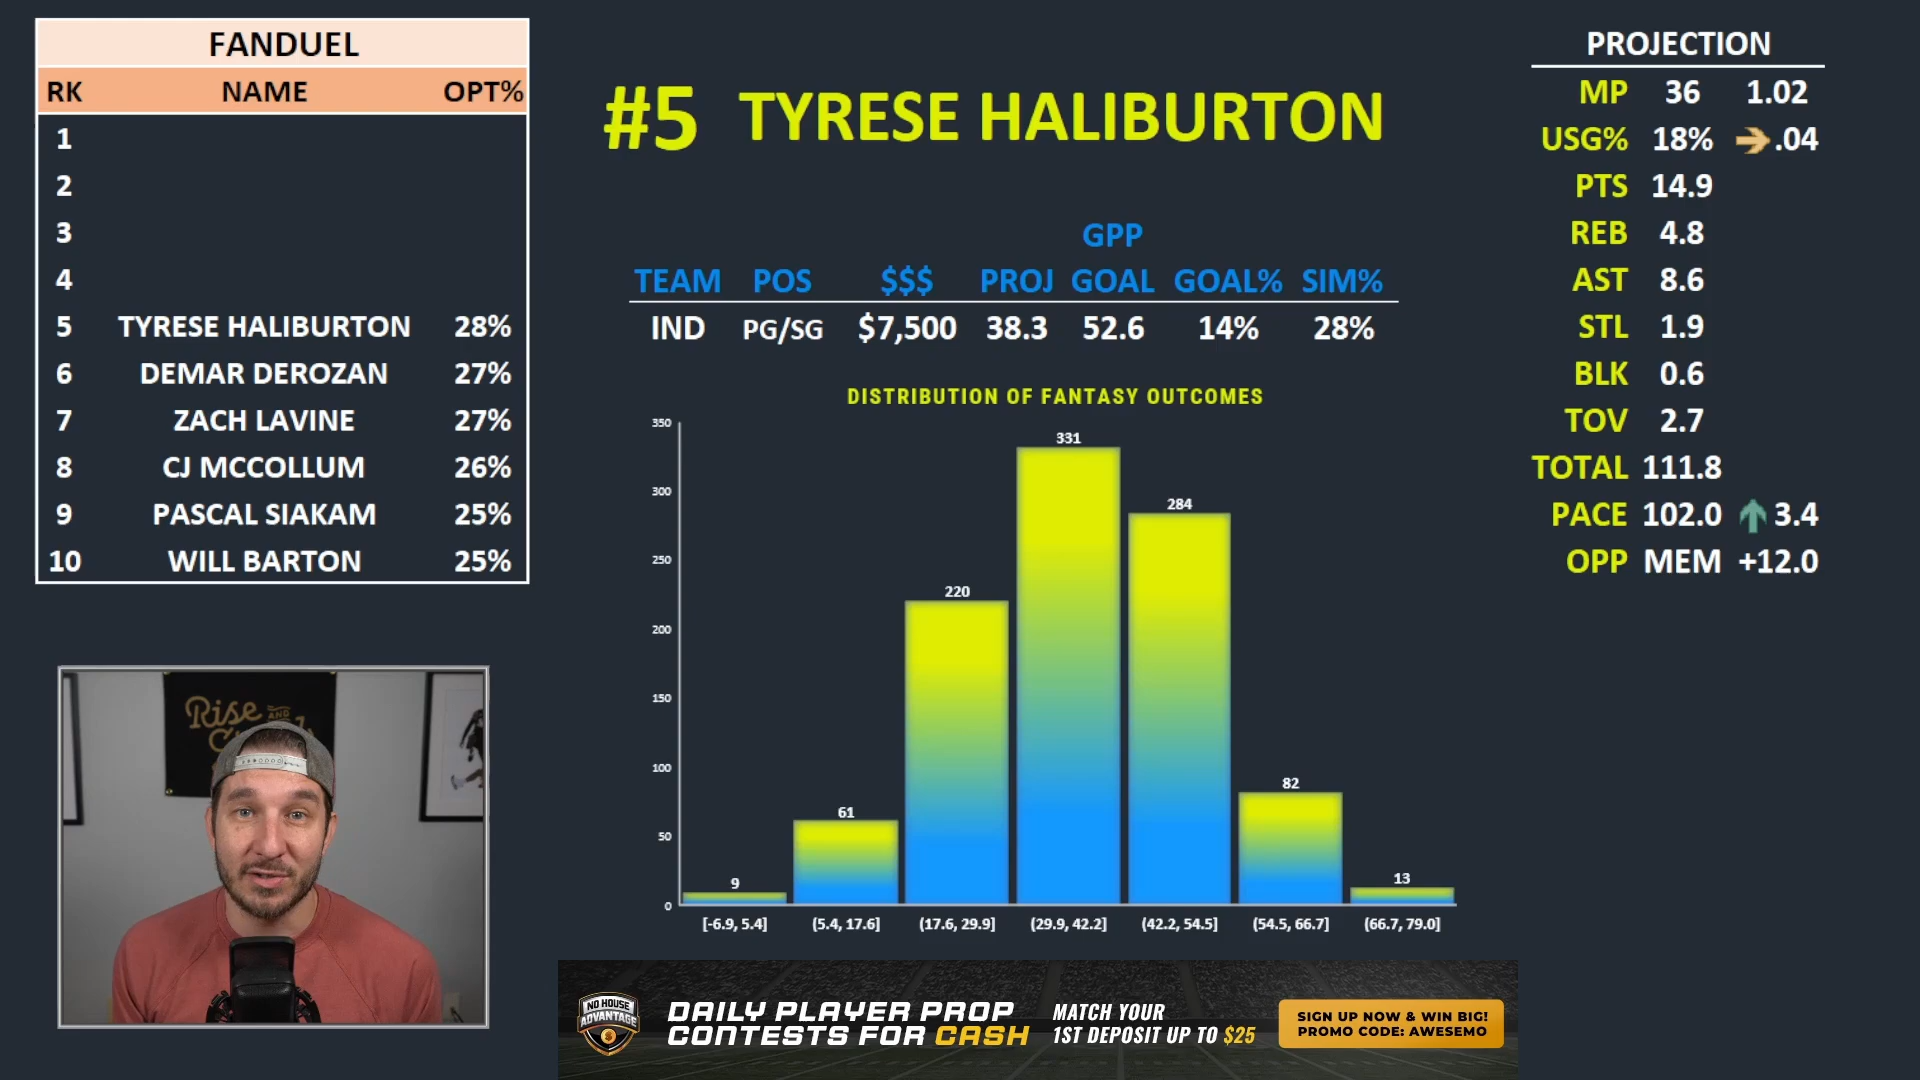 FANDUEL
RK NAME OPT%
1
2
3
4
5 TYRESE HALIBURTON 28%
6 DEMAR DEROZAN 27%
7 ZACH LAVINE 27%
8 CJ MCCOLLUM 26%
9 PASCAL SIAKAM 25%
10 WILL BARTON 25%
#5 TYRESE HALIBURTON
GPP
TEAM POS $$$ PROJ GOAL GOAL% SIM%
IND PG/SG $7,500 38.3 52.6 14% 28%
DISTRIBUTION OF FANTASY OUTCOMES
350
300
250
200
150
100
50
0
9
61
220
331
284
82
13
[-6.9, 5.4] (5.4, 17.6] (17.6, 29.9] (29.9, 42.2] (42.2, 54.5] (54.5, 66.7] (66.7, 79.0]
PROJECTION
MP 36 1.02
USG% 18% .04
PTS 14.9
REB 4.8
AST 8.6
STL 1.9
BLK 0.6
TOV 2.7
TOTAL 111.8
PACE 102.0 3.4
OPP MEM +12.0
Rise AND
NO HOUSE
ADVANTAGE
DAILY PLAYER PROP
CONTESTS FOR CASH
MATCH YOUR
1ST DEPOSIT UP TO $25
SIGN UP NOW & WIN BIG!
PROMO CODE: AWESEMO